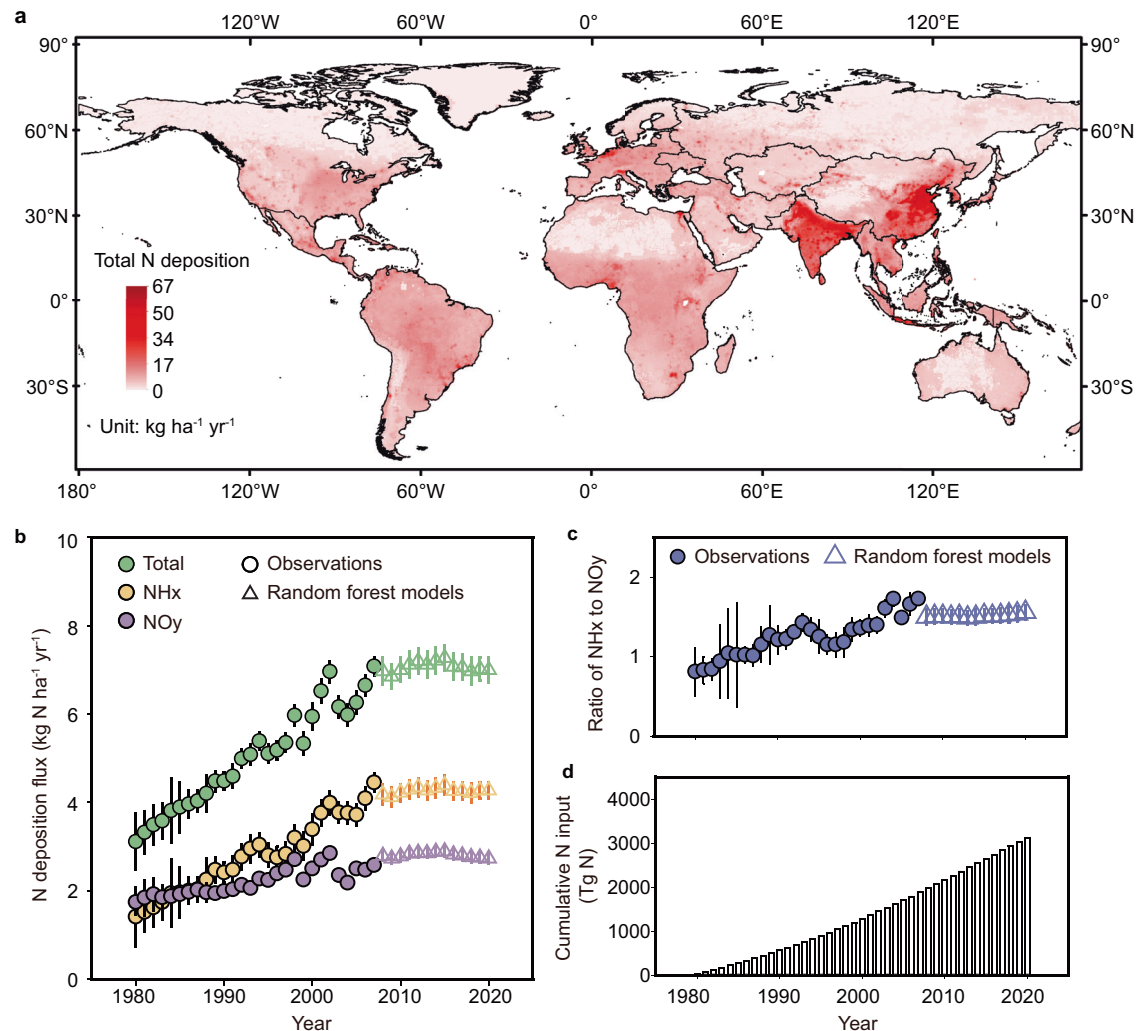 a
120°W 60°W 0° 60°E 120°E
90° 90°
60°N 60°N
30°N 30°N
0° 0°
30°S 30°S
Total N deposition
67
50
34
17
0
Unit: kg ha⁻¹ yr⁻¹
180° 120°W 60°W 0° 60°E 120°E
b
Total
NHx
NOy
Observations
Random forest models
N deposition flux (kg N ha⁻¹ yr⁻¹)
10
8
6
4
2
0
1980 1990 2000 2010 2020
Year
c
Observations Random forest models
Ratio of NHx to NOy
2
1
0
d
Cumulative N input
(Tg N)
4000
3000
2000
1000
0
1980 1990 2000 2010 2020
Year